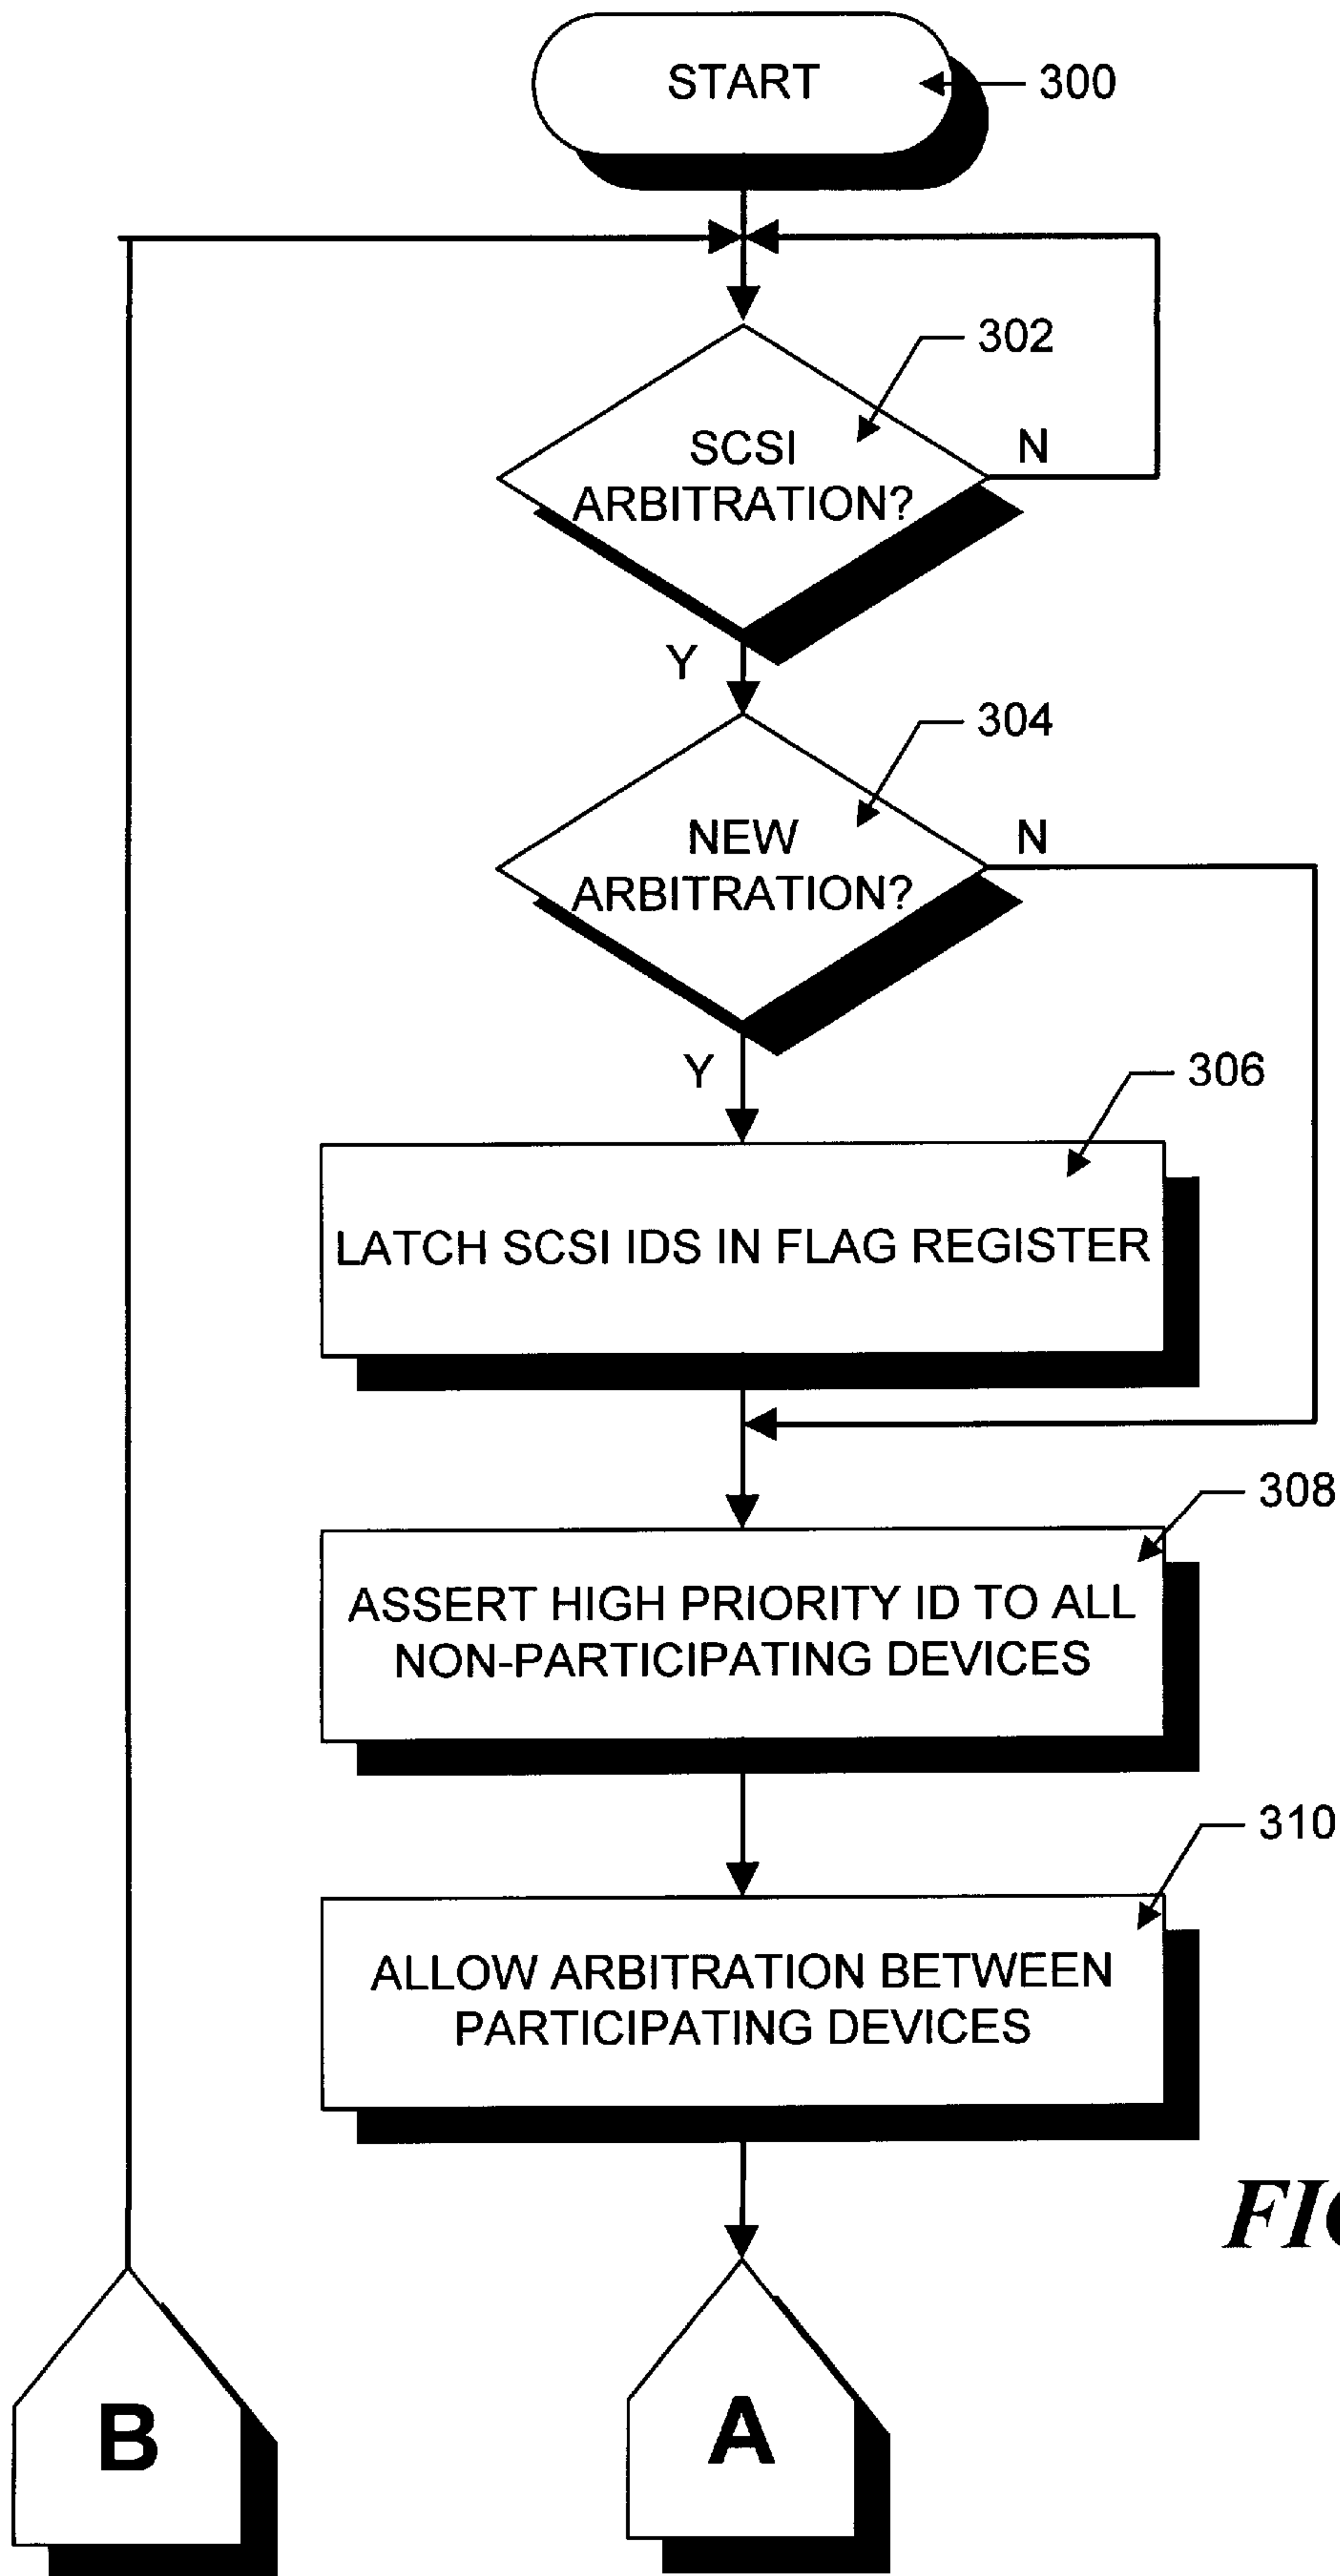 START
300
302
SCSI
ARBITRATION?
N
Y
304
NEW
ARBITRATION?
N
Y
306
LATCH SCSI IDS IN FLAG REGISTER
308
ASSERT HIGH PRIORITY ID TO ALL
NON-PARTICIPATING DEVICES
310
ALLOW ARBITRATION BETWEEN
PARTICIPATING DEVICES
B
A